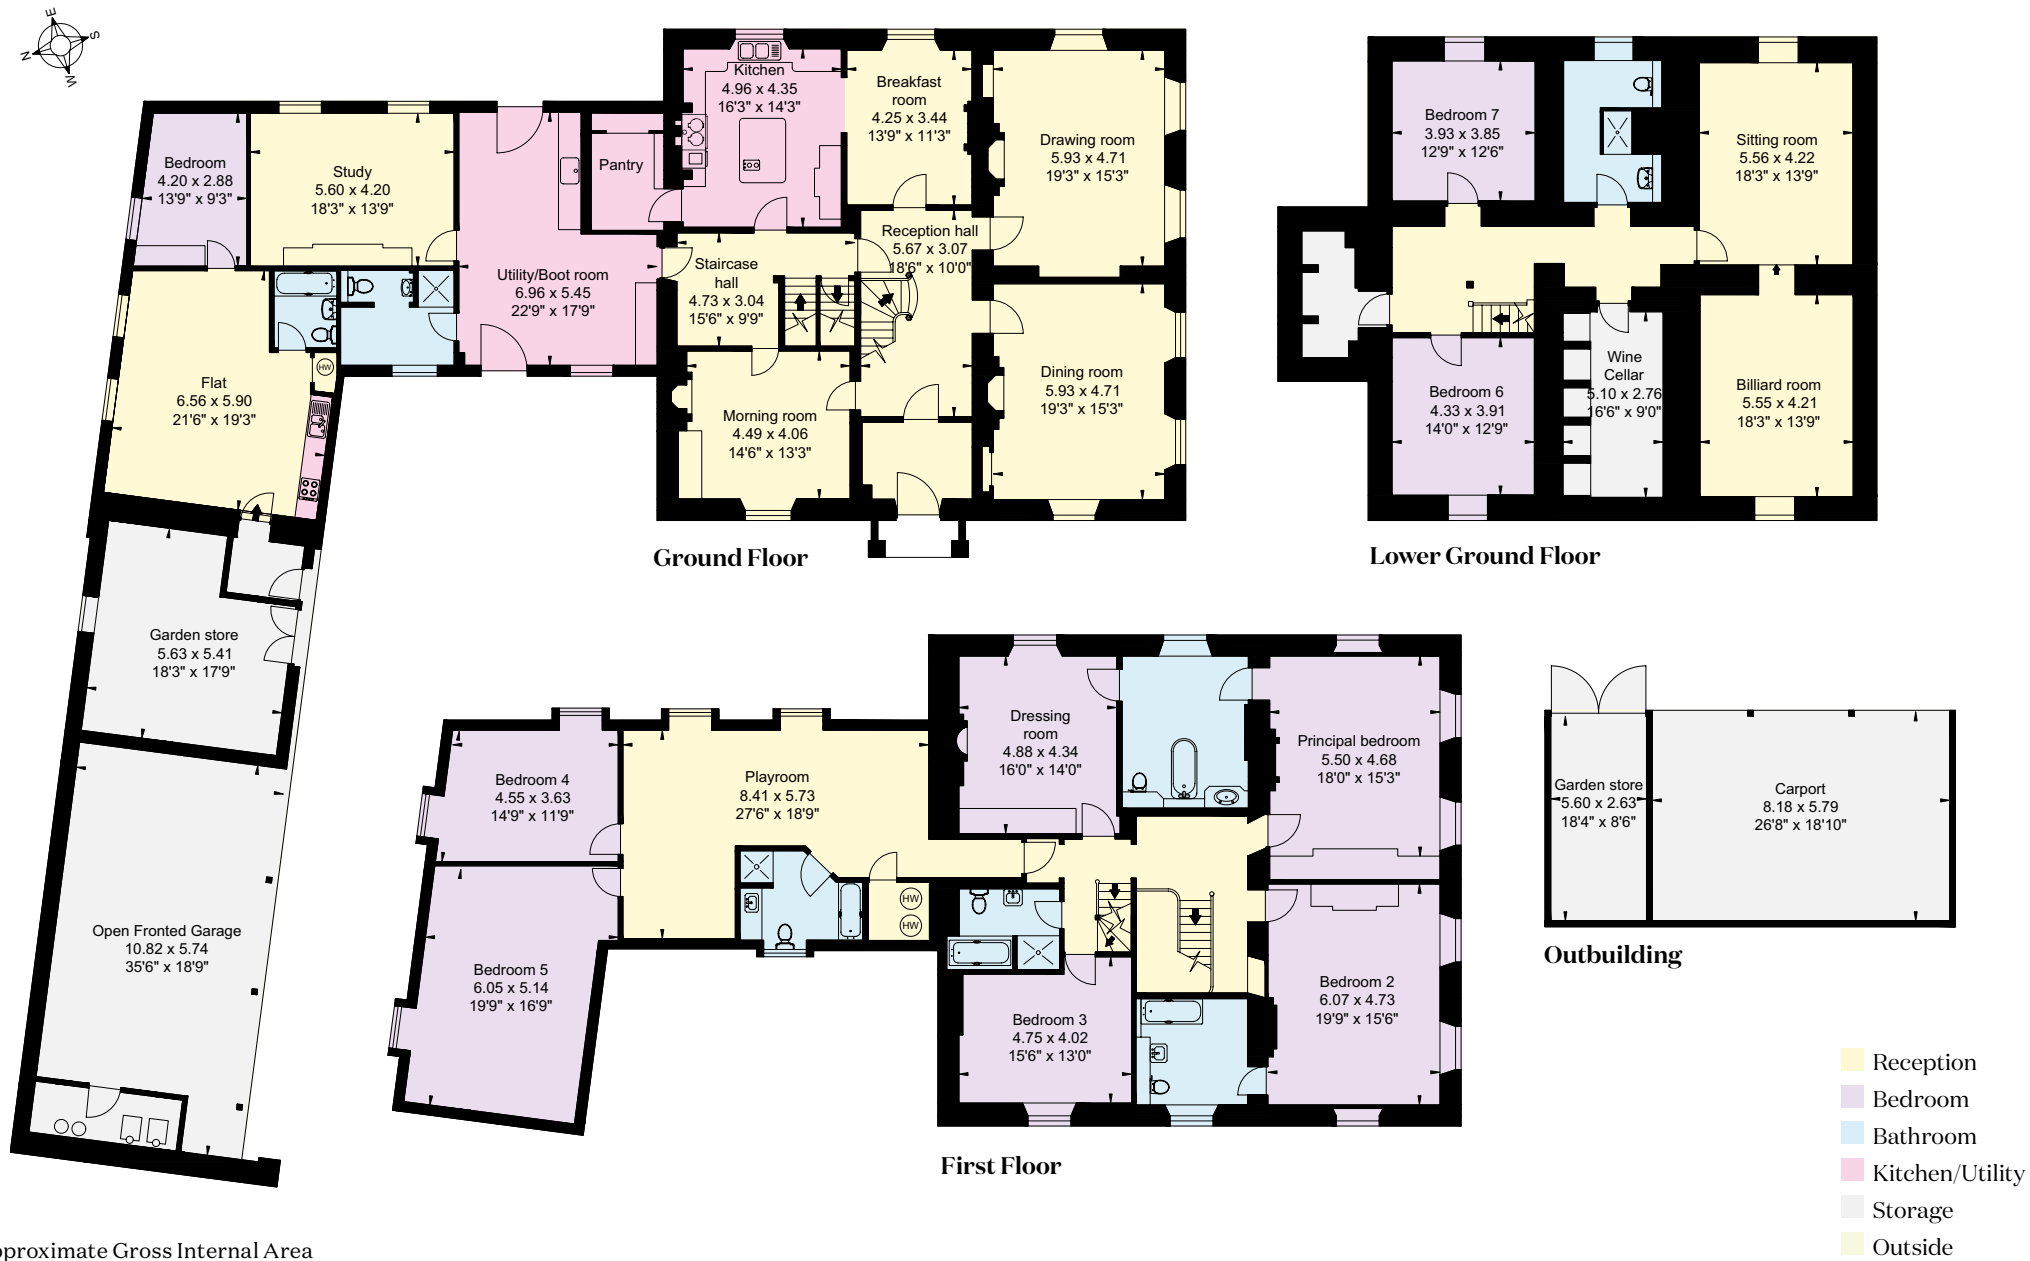 E
S
N
W
Kitchen
4.96 x 4.35
16'3" x 14'3"
Breakfast
room
4.25 x 3.44
13'9" x 11'3"
Drawing room
5.93 x 4.71
19'3" x 15'3"
Bedroom
4.20 x 2.88
13'9" x 9'3"
Study
5.60 x 4.20
18'3" x 13'9"
Pantry
Utility/Boot room
6.96 x 5.45
22'9" x 17'9"
Staircase
hall
4.73 x 3.04
15'6" x 9'9"
Reception hall
5.67 x 3.07
18'6" x 10'0"
Flat
6.56 x 5.90
21'6" x 19'3"
HW
Morning room
4.49 x 4.06
14'6" x 13'3"
Dining room
5.93 x 4.71
19'3" x 15'3"
Garden store
5.63 x 5.41
18'3" x 17'9"
Open Fronted Garage
10.82 x 5.74
35'6" x 18'9"
Ground Floor
Bedroom 7
3.93 x 3.85
12'9" x 12'6"
Sitting room
5.56 x 4.22
18'3" x 13'9"
Bedroom 6
4.33 x 3.91
14'0" x 12'9"
Wine
Cellar
5.10 x 2.76
16'6" x 9'0"
Billiard room
5.55 x 4.21
18'3" x 13'9"
Lower Ground Floor
Bedroom 4
4.55 x 3.63
14'9" x 11'9"
Playroom
8.41 x 5.73
27'6" x 18'9"
Dressing
room
4.88 x 4.34
16'0" x 14'0"
Principal bedroom
5.50 x 4.68
18'0" x 15'3"
HW
HW
Bedroom 5
6.05 x 5.14
19'9" x 16'9"
Bedroom 3
4.75 x 4.02
15'6" x 13'0"
Bedroom 2
6.07 x 4.73
19'9" x 15'6"
First Floor
Garden store
5.60 x 2.63
18'4" x 8'6"
Carport
8.18 x 5.79
26'8" x 18'10"
Outbuilding
Reception
Bedroom
Bathroom
Kitchen/Utility
Storage
Outside
pproximate Gross Internal Area